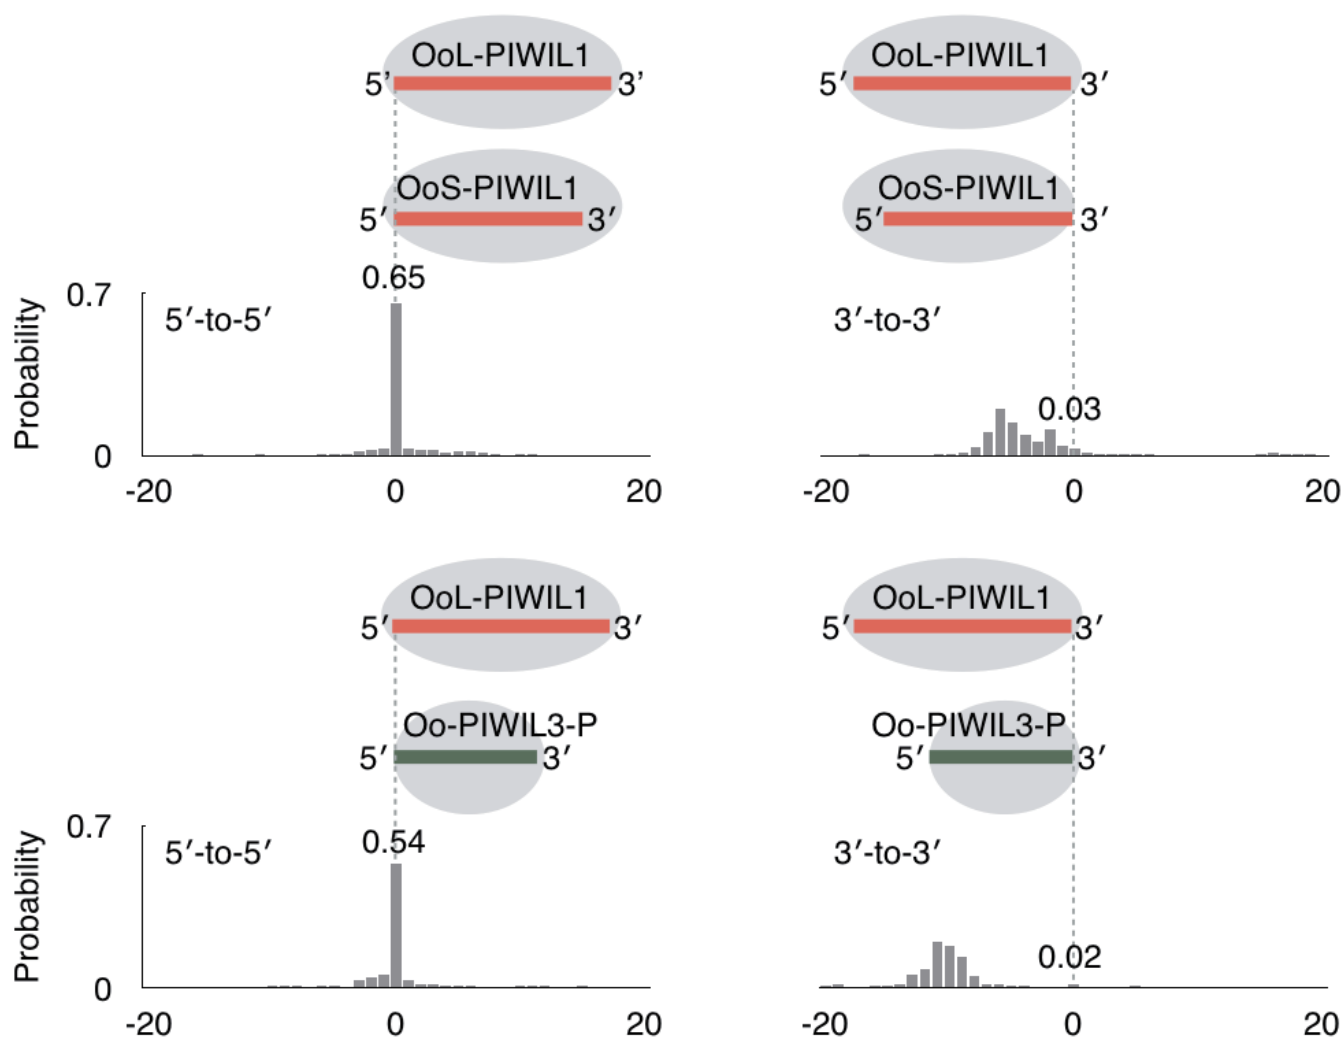 OoL-PIWIL1
5’ 3’
OoS-PIWIL1
5′ 3′
0.65
Probability
0.7
0
5′-to-5′
-20 0 20
OoL-PIWIL1
5′ 3′
OoS-PIWIL1
5′ 3′
3′-to-3′
0.03
-20 0 20
OoL-PIWIL1
5′ 3′
Oo-PIWIL3-P
5′ 3′
0.54
Probability
0.7
0
5′-to-5′
-20 0 20
OoL-PIWIL1
5′ 3′
Oo-PIWIL3-P
5′ 3′
3′-to-3′
0.02
-20 0 20